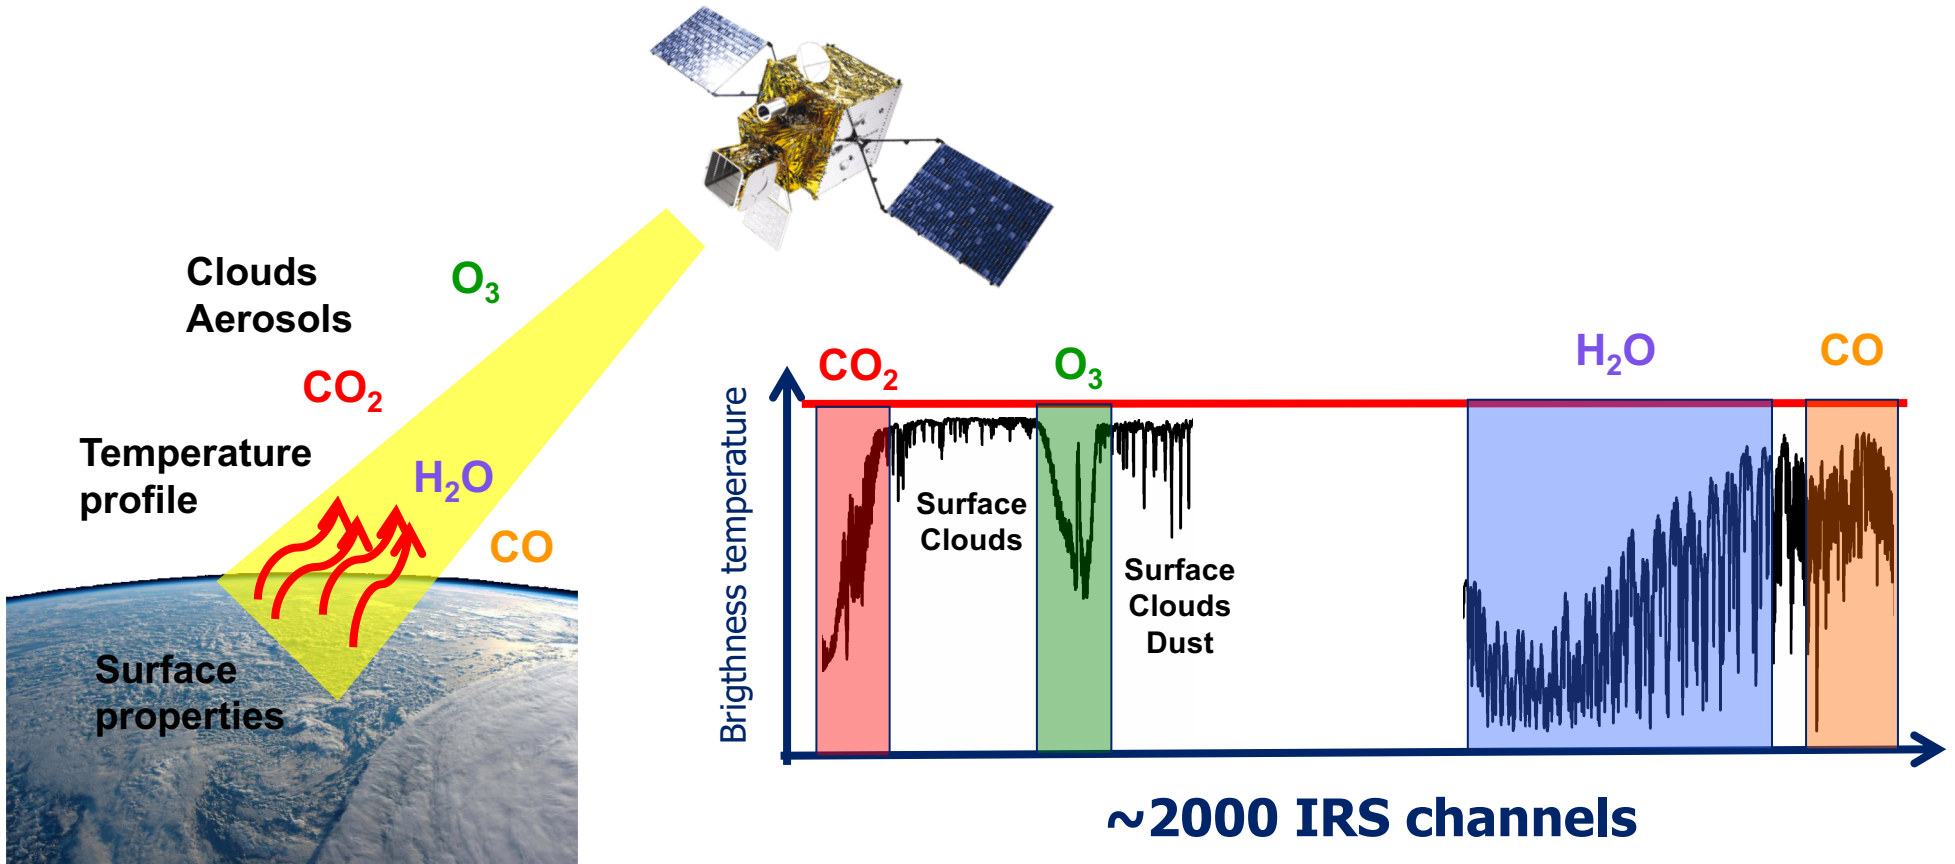 Clouds
Aerosols
O₃
CO₂
Temperature
profile
H₂O
CO
Surface
properties
Brigthness temperature
CO₂
O₃
H₂O
CO
Surface
Clouds
Surface
Clouds
Dust
~2000 IRS channels